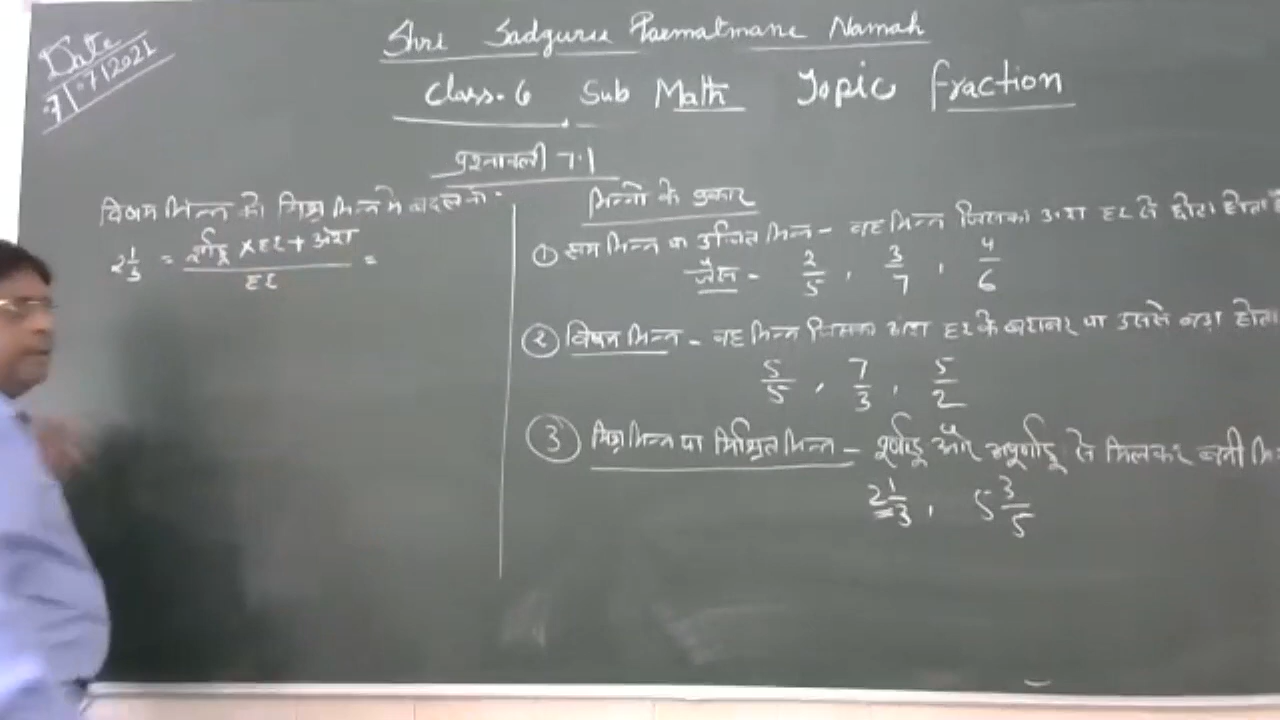 Date
7/07/2021
Shri Sadguru Parmatmane Namah
Class.6 Sub Math Topic fraction
प्रश्नावली 7.1
विषम भिन्न को मिश्र भिन्न मे बदलना -
2 1/3 = पूर्णाङ्क × हर + अंश / हर =
भिन्नो के प्रकार
① सम भिन्न या उचित भिन्न - वह भिन्न जिसका अंश हर से छोटा होता है
जैसे - 2/5 , 3/7 , 4/6
② विषम भिन्न - वह भिन्न जिसका अंश हर के बराबर या उससे बड़ा होता
5/5 , 7/3 , 5/2
③ मिश्र भिन्न या मिश्रित भिन्न - पूर्णाङ्क और अपूर्णाङ्क से मिलकर बनी
2 1/3 , 5 3/5